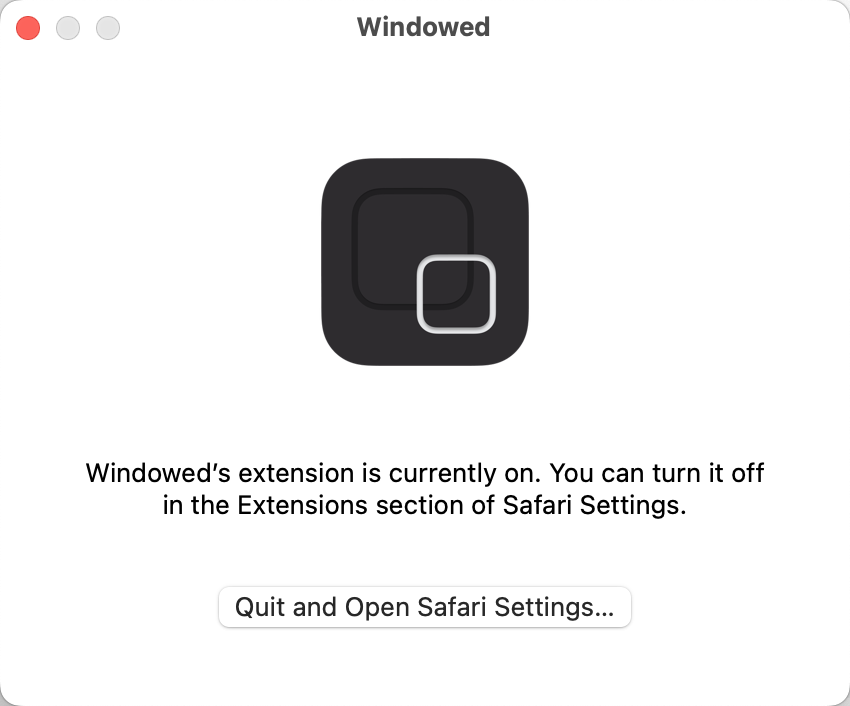 Windowed
Windowed’s extension is currently on. You can turn it off
in the Extensions section of Safari Settings.
Quit and Open Safari Settings...